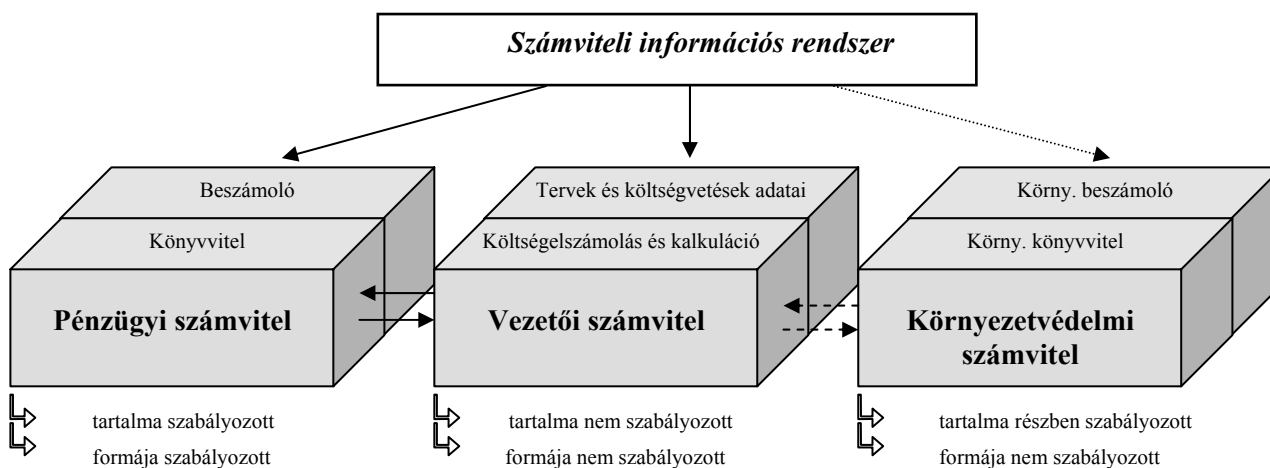 Számviteli információs rendszer
Beszámoló
Könyvvitel
Pénzügyi számvitel
tartalma szabályozott
formája szabályozott
Tervek és költségvetések adatai
Költségelszámolás és kalkuláció
Vezetői számvitel
tartalma nem szabályozott
formája nem szabályozott
Körny. beszámoló
Körny. könyvvitel
Környezetvédelmi
számvitel
tartalma részben szabályozott
formája nem szabályozott